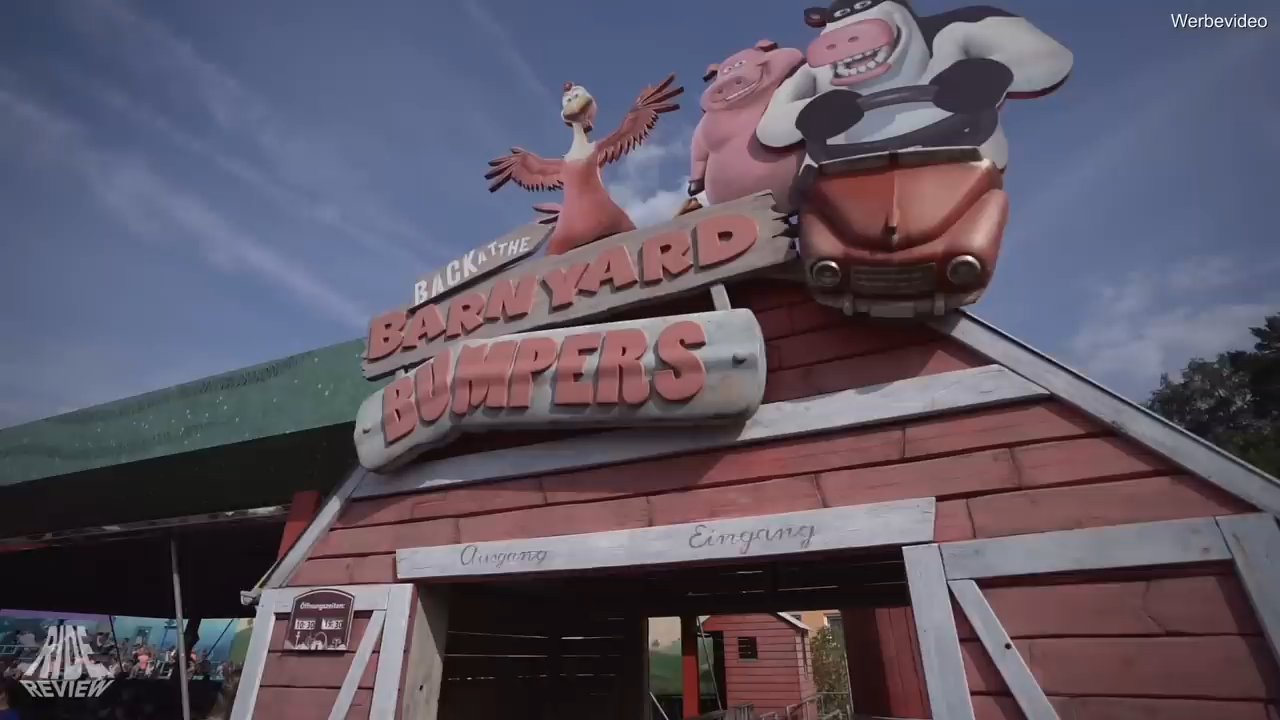 Werbevideo
BACK AT THE
BARNYARD
BUMPERS
Ausgang Eingang
Öffnungszeiten:
RIDE
REVIEW